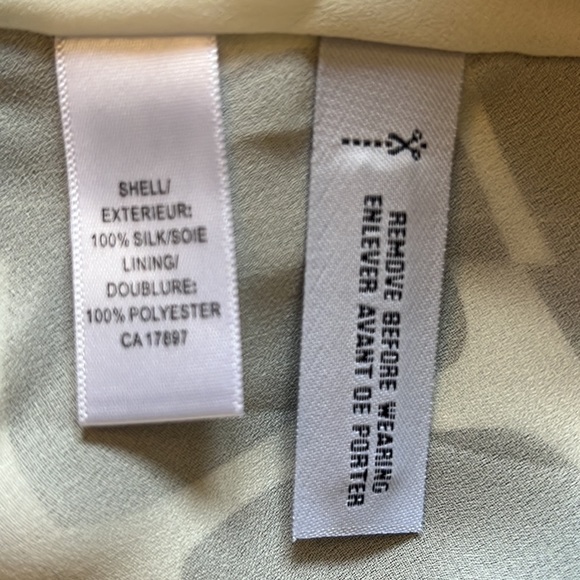 SHELL/
EXTERIEUR:
100% SILK/SOIE
LINING/
DOUBLURE:
100% POLYESTER
CA 17897
REMOVE BEFORE WEARING
ENLEVER AVANT DE PORTER